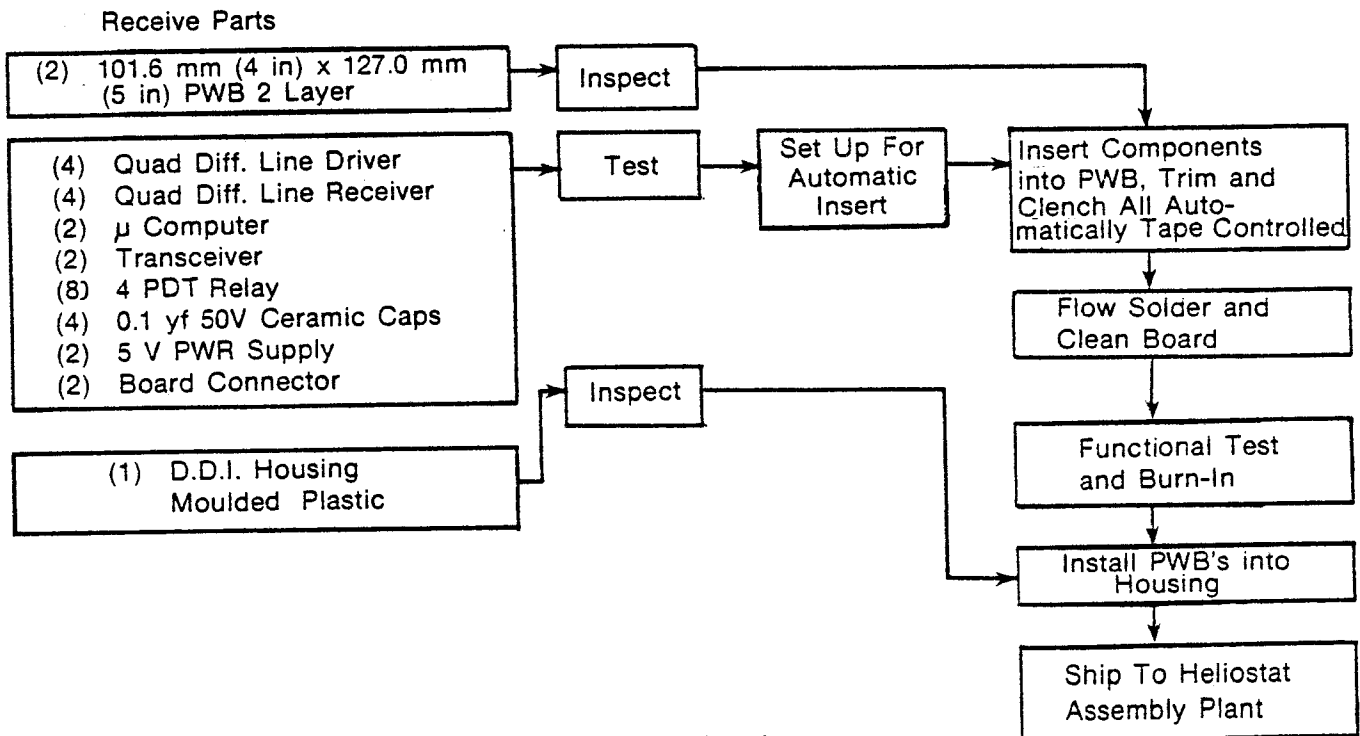 Receive Parts
(2) 101.6 mm (4 in) x 127.0 mm
(5 in) PWB 2 Layer
Inspect
(4) Quad Diff. Line Driver
(4) Quad Diff. Line Receiver
(2) µ Computer
(2) Transceiver
(8) 4 PDT Relay
(4) 0.1 yf 50V Ceramic Caps
(2) 5 V PWR Supply
(2) Board Connector
Test
Set Up For
Automatic
Insert
Insert Components
into PWB, Trim and
Clench All Auto-
matically Tape Controlled
Flow Solder and
Clean Board
Inspect
(1) D.D.I. Housing
Moulded Plastic
Functional Test
and Burn-In
Install PWB's into
Housing
Ship To Heliostat
Assembly Plant